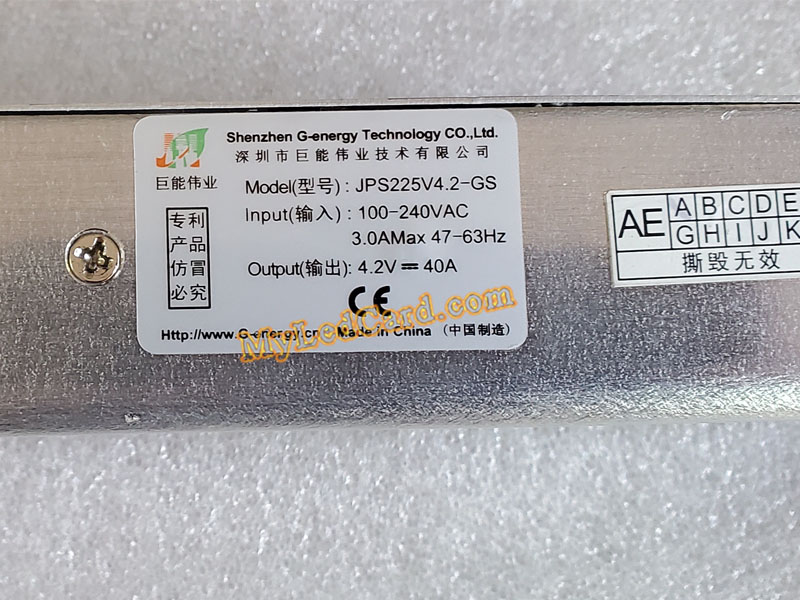 Shenzhen G-energy Technology CO.,Ltd.
深圳市巨能伟业技术有限公司
巨能伟业
Model(型号) : JPS225V4.2-GS
Input(输入) : 100-240VAC
3.0AMax 47-63Hz
Output(输出): 4.2V⎓40A
专利
产品
仿冒
必究
CE
Http://www.G-energy.cn Made in China (中国制造)
MyLedCard.com
AE
A B C D E
G H I J K
撕毁无效